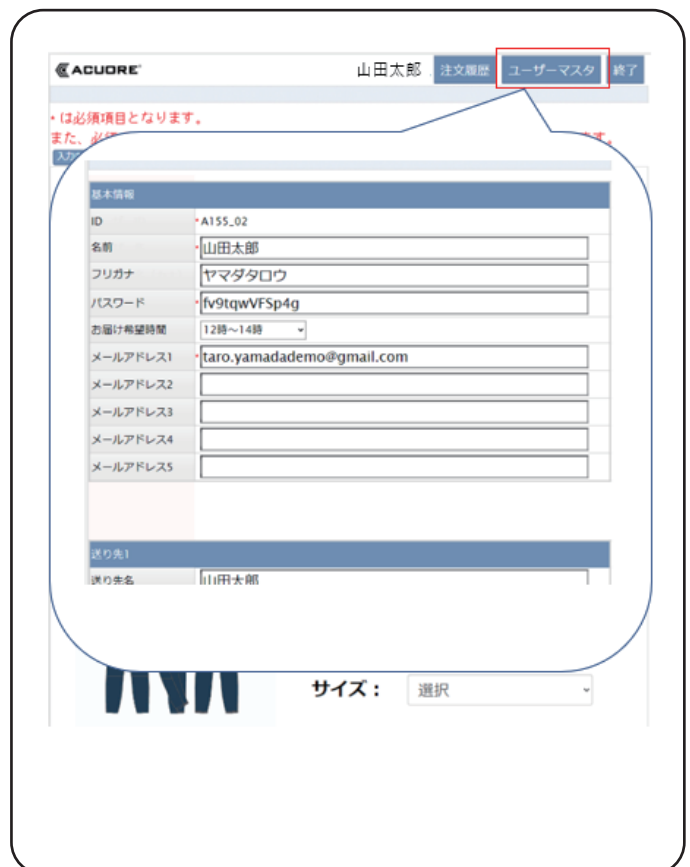 ACUORE
山田太郎 注文履歴 ユーザーマスタ 終了
* は必須項目となります。
また、必須
す。
基本情報
ID * A155_02
名前 * 山田太郎
フリガナ ヤマダタロウ
パスワード * fv9tqwVFSp4g
お届け希望時間 12時～14時
メールアドレス1 * taro.yamadademo@gmail.com
メールアドレス2
メールアドレス3
メールアドレス4
メールアドレス5
送り先1
送り先名 山田太郎
サイズ： 選択